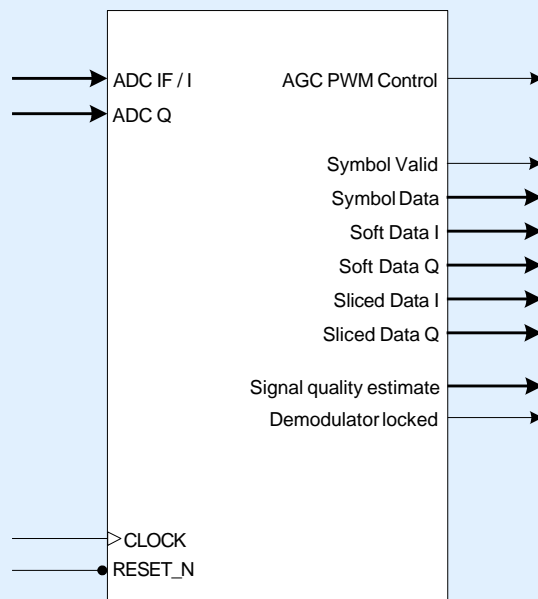 ADC IF / I
ADC Q
AGC PWM Control
Symbol Valid
Symbol Data
Soft Data I
Soft Data Q
Sliced Data I
Sliced Data Q
Signal quality estimate
Demodulator locked
CLOCK
RESET_N